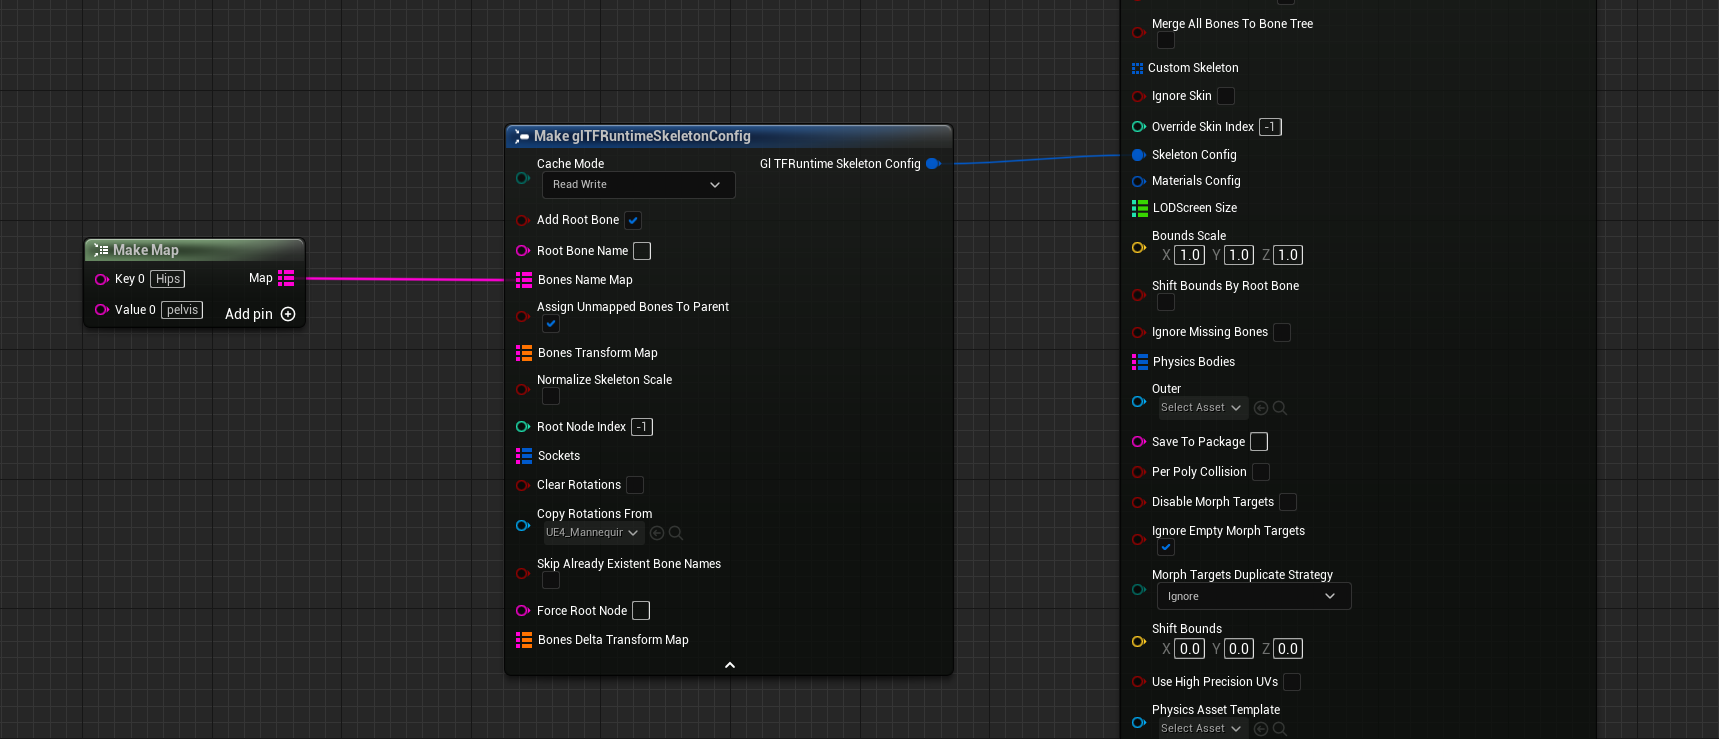 Make Map
Key 0 Hips
Map
Value 0 pelvis
Add pin
Make glTFRuntimeSkeletonConfig
Cache Mode
Read Write
Gl TFRuntime Skeleton Config
Add Root Bone
Root Bone Name
Bones Name Map
Assign Unmapped Bones To Parent
Bones Transform Map
Normalize Skeleton Scale
Root Node Index -1
Sockets
Clear Rotations
Copy Rotations From
UE4_Mannequir
Skip Already Existent Bone Names
Force Root Node
Bones Delta Transform Map
Merge All Bones To Bone Tree
Custom Skeleton
Ignore Skin
Override Skin Index -1
Skeleton Config
Materials Config
LODScreen Size
Bounds Scale
X 1.0 Y 1.0 Z 1.0
Shift Bounds By Root Bone
Ignore Missing Bones
Physics Bodies
Outer
Select Asset
Save To Package
Per Poly Collision
Disable Morph Targets
Ignore Empty Morph Targets
Morph Targets Duplicate Strategy
Ignore
Shift Bounds
X 0.0 Y 0.0 Z 0.0
Use High Precision UVs
Physics Asset Template
Select Asset